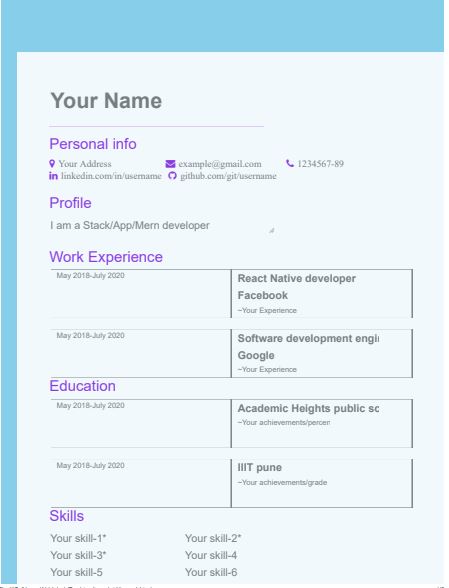 Your Name
Personal info
Your Address example@gmail.com 1234567-89
linkedin.com/in/username github.com/git/username
Profile
I am a Stack/App/Mern developer
Work Experience
May 2018-July 2020 React Native developer
Facebook
~Your Experience
May 2018-July 2020 Software development engi
Google
~Your Experience
Education
May 2018-July 2020 Academic Heights public sc
~Your achievements/percen
May 2018-July 2020 IIIT pune
~Your achievements/grade
Skills
Your skill-1* Your skill-2*
Your skill-3* Your skill-4
Your skill-5 Your skill-6